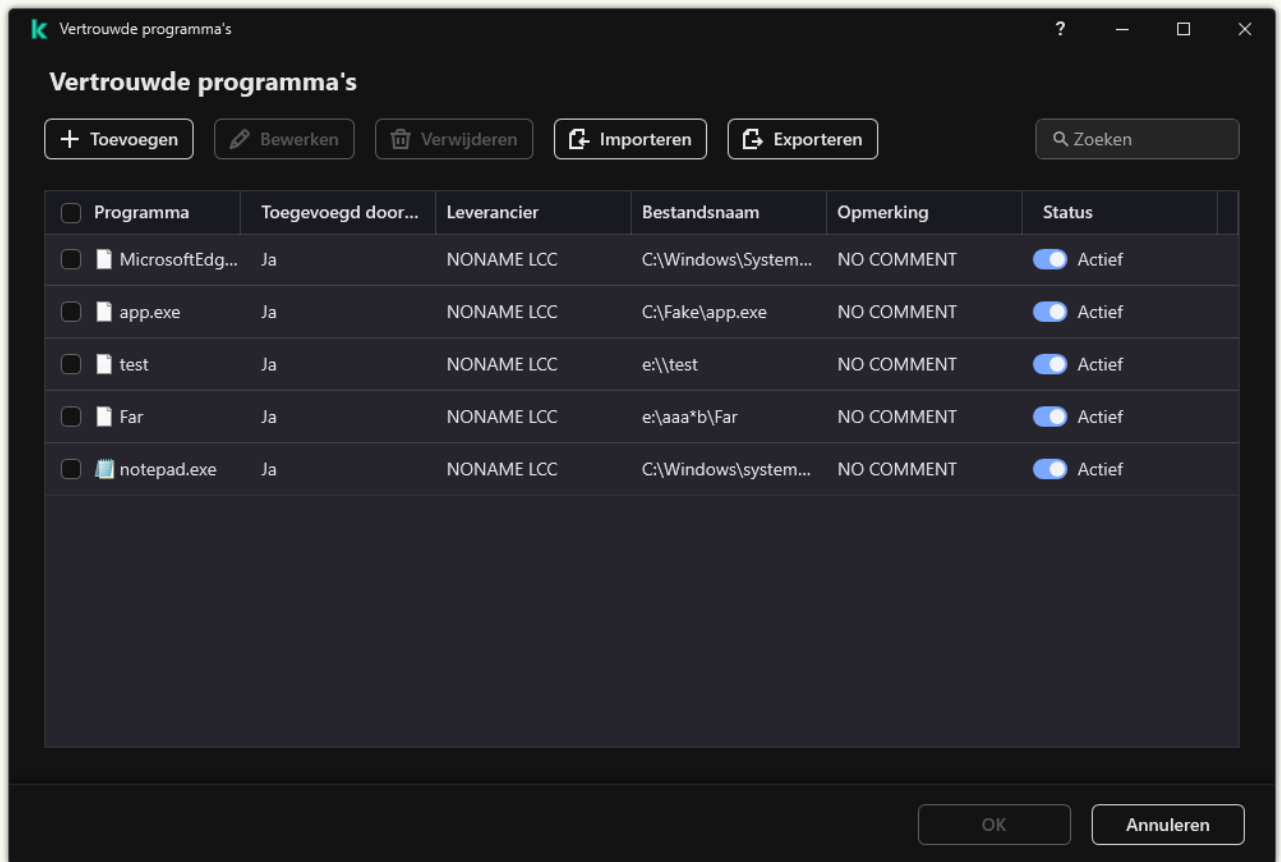 Vertrouwde programma's
?
Vertrouwde programma's
Toevoegen Bewerken Verwijderen Importeren Exporteren Zoeken
Programma Toegevoegd door... Leverancier Bestandsnaam Opmerking Status
MicrosoftEdg... Ja NONAME LCC C:\Windows\System... NO COMMENT Actief
app.exe Ja NONAME LCC C:\Fake\app.exe NO COMMENT Actief
test Ja NONAME LCC e:\\test NO COMMENT Actief
Far Ja NONAME LCC e:\aaa*b\Far NO COMMENT Actief
notepad.exe Ja NONAME LCC C:\Windows\system... NO COMMENT Actief
OK Annuleren